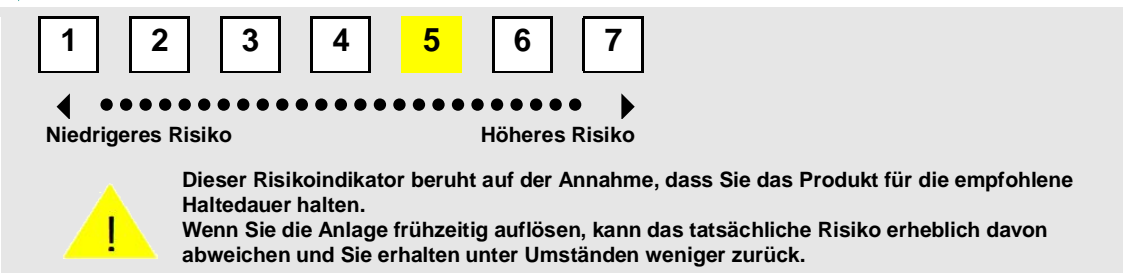 1 2 3 4 5 6 7
Niedrigeres Risiko Höheres Risiko
Dieser Risikoindikator beruht auf der Annahme, dass Sie das Produkt für die empfohlene
Haltedauer halten.
Wenn Sie die Anlage frühzeitig auflösen, kann das tatsächliche Risiko erheblich davon
abweichen und Sie erhalten unter Umständen weniger zurück.
!